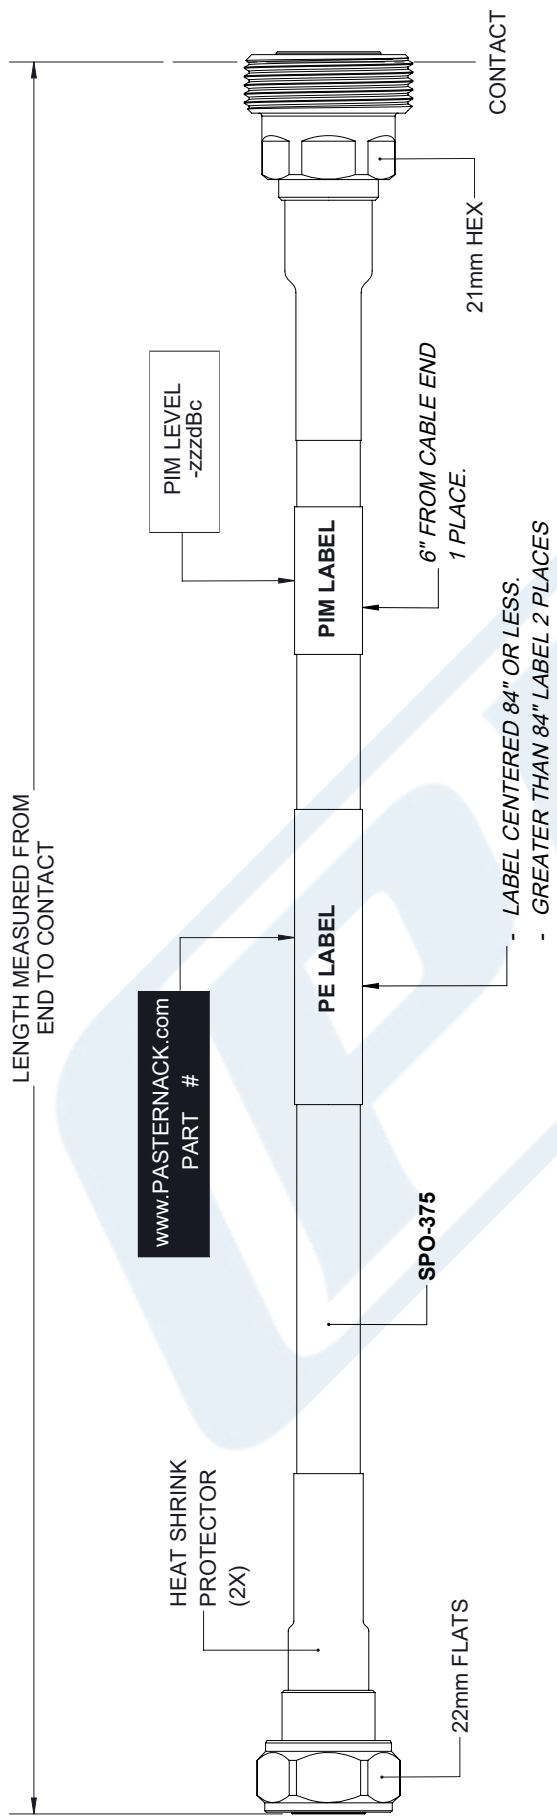 LENGTH MEASURED FROM
END TO CONTACT
HEAT SHRINK
PROTECTOR
(2X)
www.PASTERNACK.com
PART #
PIM LEVEL
-zzzdBc
PE LABEL
PIM LABEL
22mm FLATS
SPO-375
6" FROM CABLE END
1 PLACE.
21mm HEX
CONTACT
- LABEL CENTERED 84" OR LESS.
- GREATER THAN 84" LABEL 2 PLACES